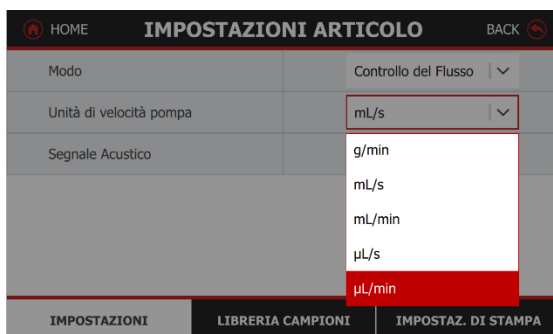 HOME IMPOSTAZIONI ARTICOLO BACK
Modo Controllo del Flusso
Unità di velocità pompa mL/s
Segnale Acustico g/min
mL/s
mL/min
µL/s
µL/min
IMPOSTAZIONI LIBRERIA CAMPIONI IMPOSTAZ. DI STAMPA